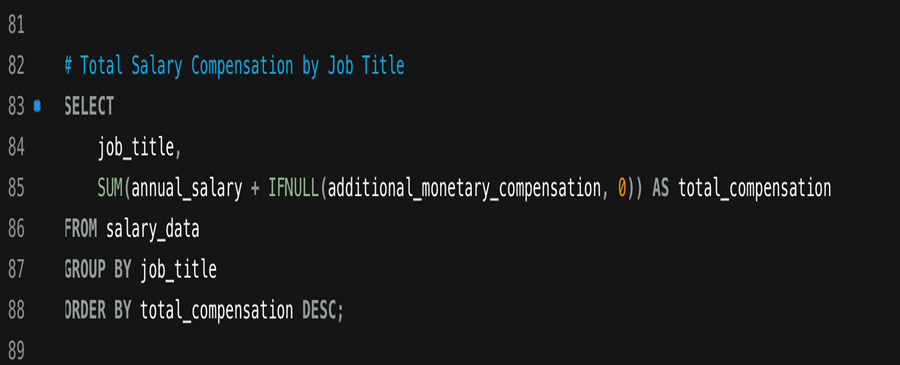 81
82 # Total Salary Compensation by Job Title
83 SELECT
84 job_title,
85 SUM(annual_salary + IFNULL(additional_monetary_compensation, 0)) AS total_compensation
86 FROM salary_data
87 GROUP BY job_title
88 ORDER BY total_compensation DESC;
89